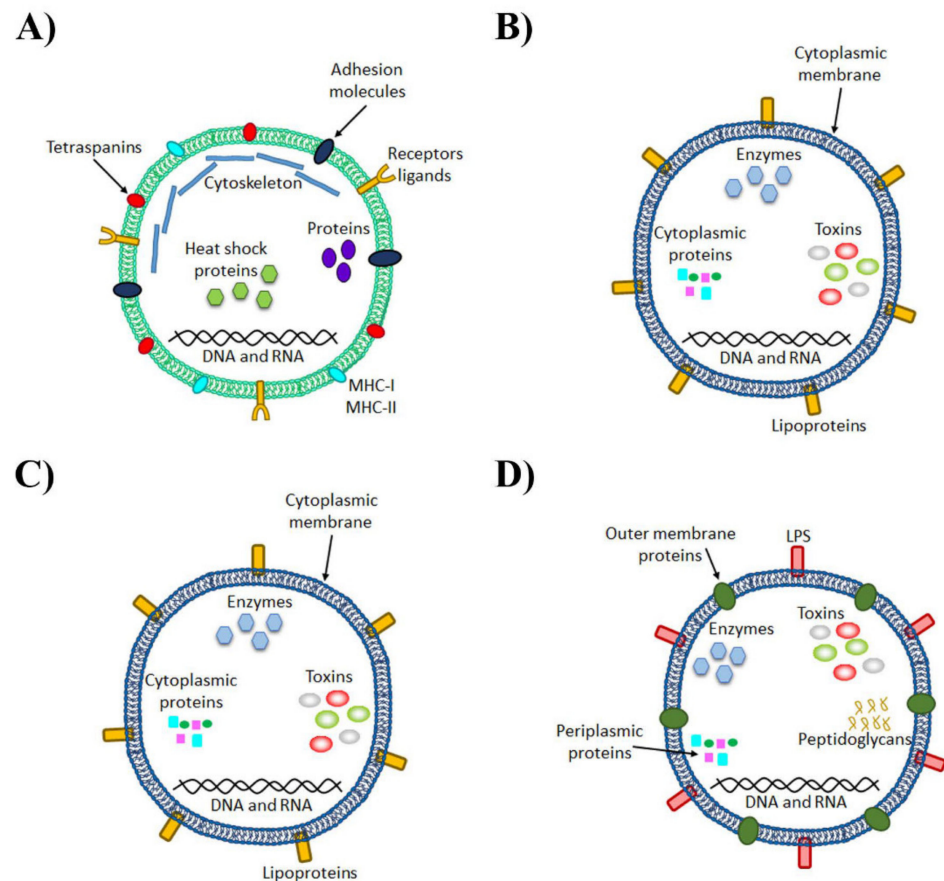 A)
Adhesion
molecules
Tetraspanins
Receptors
ligands
Cytoskeleton
Proteins
Heat shock
proteins
DNA and RNA
MHC-I
MHC-II
B)
Cytoplasmic
membrane
Enzymes
Toxins
Cytoplasmic
proteins
DNA and RNA
Lipoproteins
C)
Cytoplasmic
membrane
Enzymes
Toxins
Cytoplasmic
proteins
DNA and RNA
Lipoproteins
D)
LPS
Outer membrane
proteins
Toxins
Enzymes
Peptidoglycans
Periplasmic
proteins
DNA and RNA